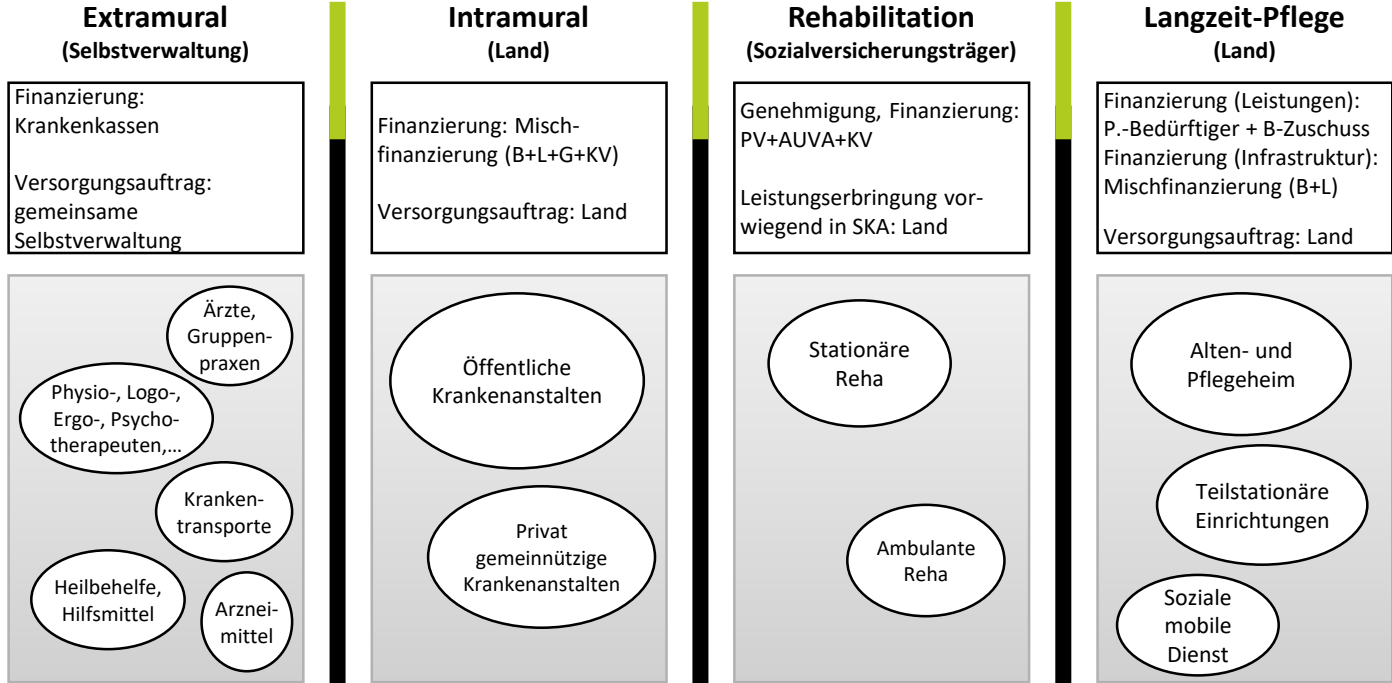 Extramural
(Selbstverwaltung)
Finanzierung:
Krankenkassen
Versorgungsauftrag:
gemeinsame
Selbstverwaltung
Ärzte,
Gruppen-
praxen
Physio-, Logo-,
Ergo-, Psycho-
therapeuten,…
Kranken-
transporte
Heilbehelfe,
Hilfsmittel
Arznei-
mittel
Intramural
(Land)
Finanzierung: Misch-
finanzierung (B+L+G+KV)
Versorgungsauftrag: Land
Öffentliche
Krankenanstalten
Privat
gemeinnützige
Krankenanstalten
Rehabilitation
(Sozialversicherungsträger)
Genehmigung, Finanzierung:
PV+AUVA+KV
Leistungserbringung vor-
wiegend in SKA: Land
Stationäre
Reha
Ambulante
Reha
Langzeit-Pflege
(Land)
Finanzierung (Leistungen):
P.-Bedürftiger + B-Zuschuss
Finanzierung (Infrastruktur):
Mischfinanzierung (B+L)
Versorgungsauftrag: Land
Alten- und
Pflegeheim
Teilstationäre
Einrichtungen
Soziale
mobile
Dienst